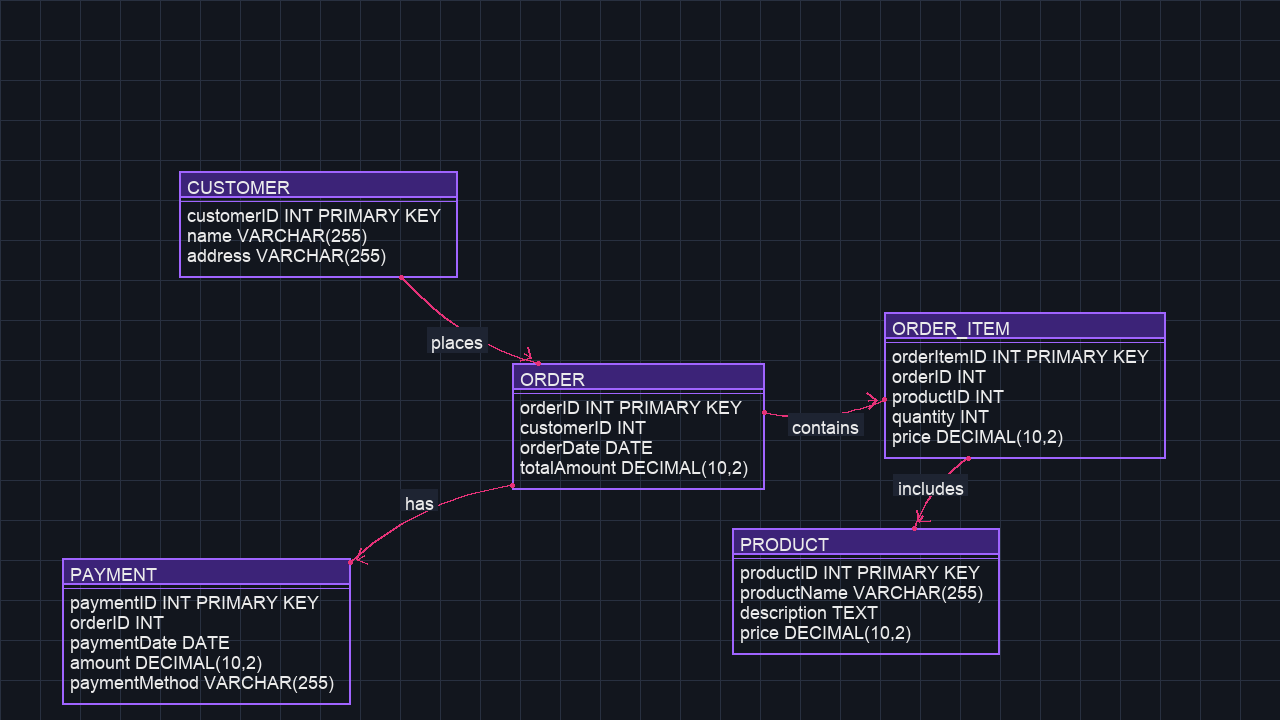 CUSTOMER
customerID INT PRIMARY KEY
name VARCHAR(255)
address VARCHAR(255)
places
ORDER
orderID INT PRIMARY KEY
customerID INT
orderDate DATE
totalAmount DECIMAL(10,2)
contains
ORDER_ITEM
orderItemID INT PRIMARY KEY
orderID INT
productID INT
quantity INT
price DECIMAL(10,2)
includes
has
PAYMENT
paymentID INT PRIMARY KEY
orderID INT
paymentDate DATE
amount DECIMAL(10,2)
paymentMethod VARCHAR(255)
PRODUCT
productID INT PRIMARY KEY
productName VARCHAR(255)
description TEXT
price DECIMAL(10,2)